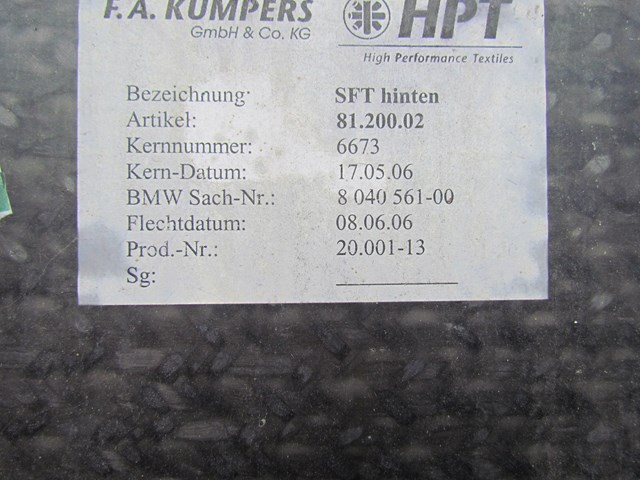 F.A. KÜMPERS
GmbH & Co. KG
HPT
High Performance Textiles
Bezeichnung: SFT hinten
Artikel: 81.200.02
Kernnummer: 6673
Kern-Datum: 17.05.06
BMW Sach-Nr.: 8 040 561-00
Flechtdatum: 08.06.06
Prod.-Nr.: 20.001-13
Sg: